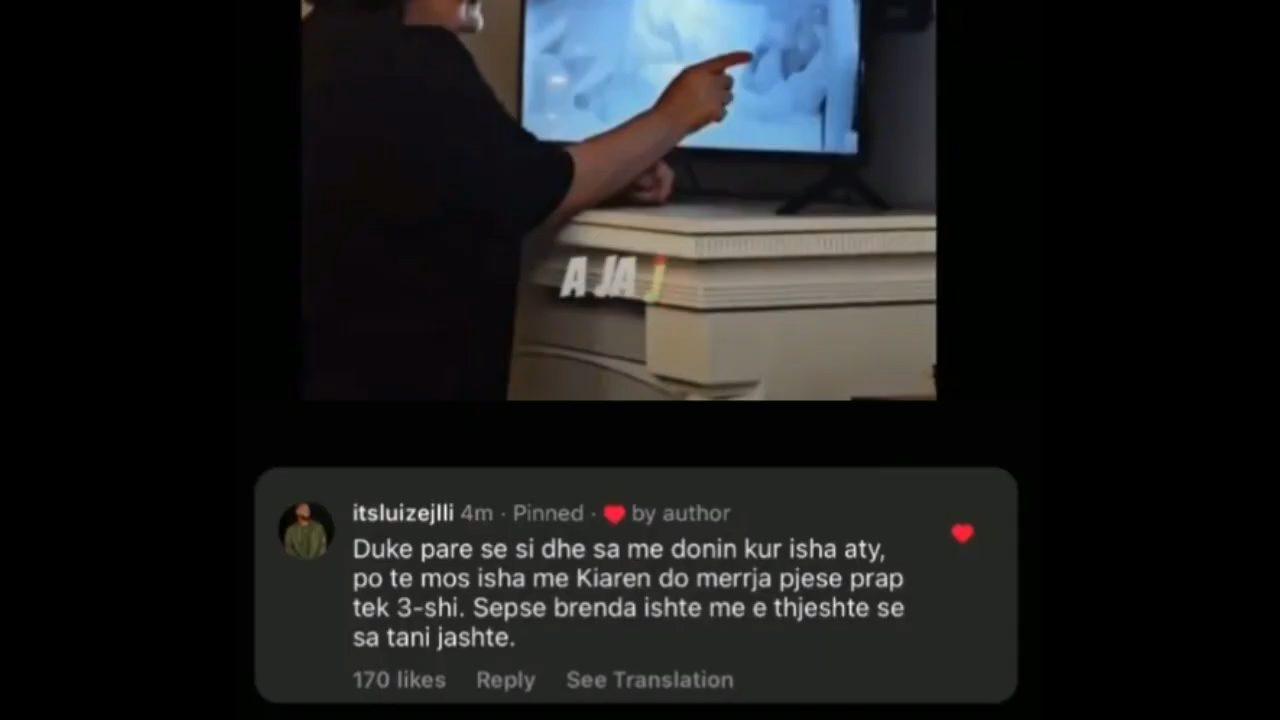 A JA J
itsluizejlli 4m · Pinned · ❤️ by author
Duke pare se si dhe sa me donin kur isha aty,
po te mos isha me Kiaren do merrja pjese prap
tek 3-shi. Sepse brenda ishte me e thjeshte se
sa tani jashte.
170 likes Reply See Translation